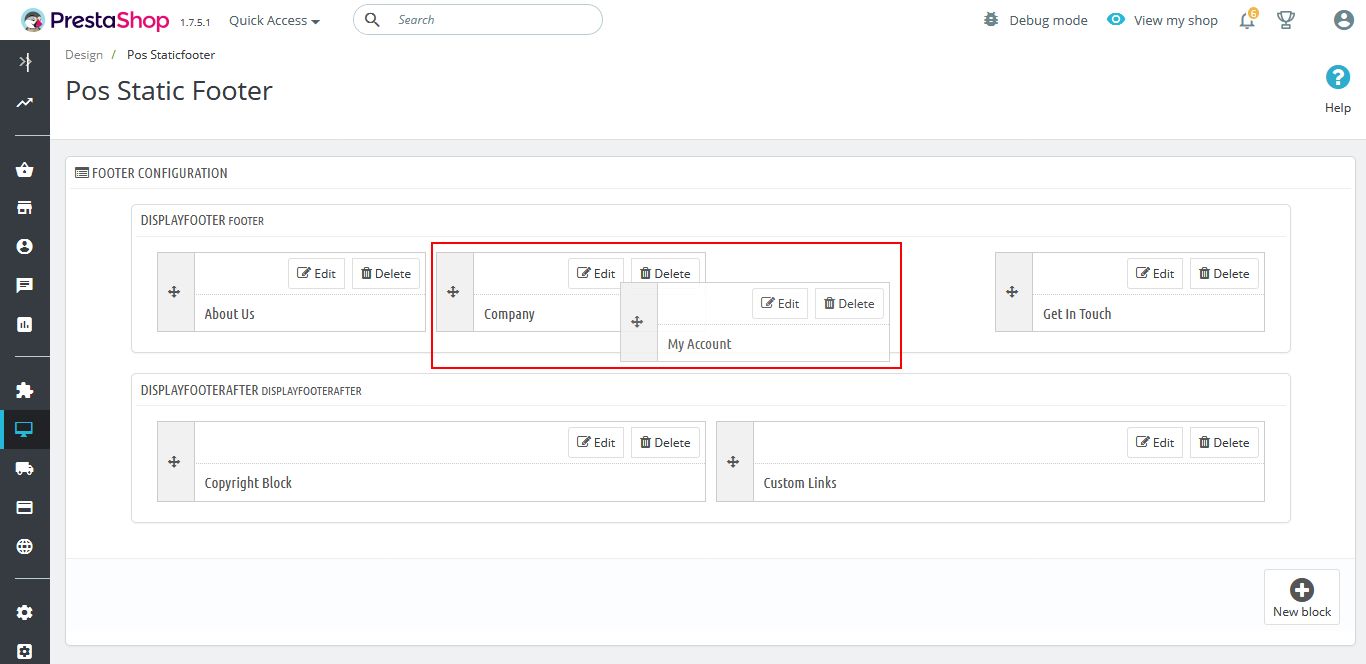 PrestaShop 1.7.5.1 Quick Access Search Debug mode View my shop 6
Design / Pos Staticfooter
Pos Static Footer
Help
FOOTER CONFIGURATION
DISPLAYFOOTER FOOTER
Edit Delete
About Us
Edit Delete
Company
Edit Delete
My Account
Edit Delete
Get In Touch
DISPLAYFOOTERAFTER DISPLAYFOOTERAFTER
Edit Delete
Copyright Block
Edit Delete
Custom Links
New block